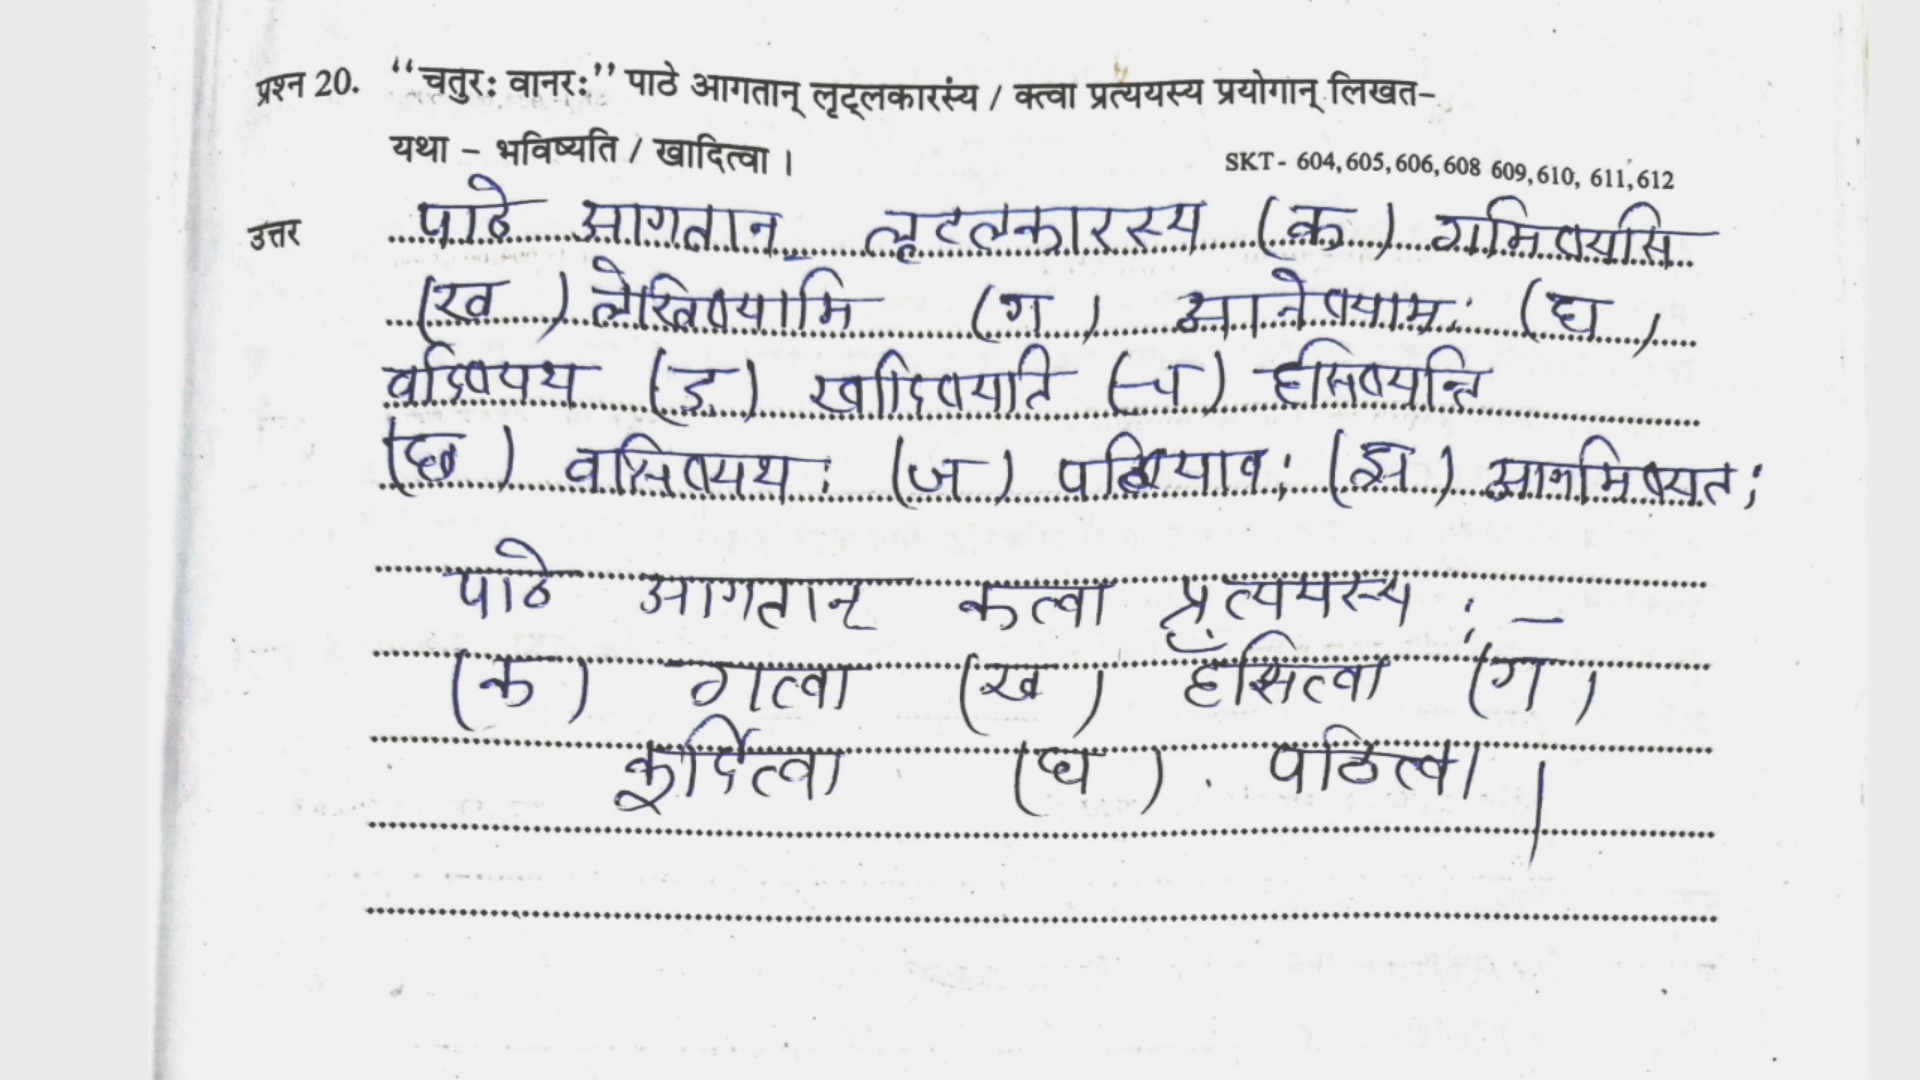 प्रश्न 20. “चतुरः वानरः” पाठे आगतान् लृट्लकारस्य / क्त्वा प्रत्ययस्य प्रयोगान् लिखत–
यथा – भविष्यति / खादित्वा ।
SKT - 604, 605, 606, 608 609, 610, 611, 612
उत्तर पाठे आगतान् लृटलकारस्य (क) गमिष्यसि
(ख) लेखिष्यामि (ग) आनेष्यामः (घ)
वदिष्यथ (ङ) खादिष्यति (च) हसिष्यन्ति
(छ) वसिष्यथः (ज) पठिष्यावः (झ) आगमिष्यतः
पाठे आगतान् कत्वा प्रत्ययस्य :–
(क) गत्वा (ख) हसित्वा (ग)
कूर्दित्वा (घ) पठित्वा ।